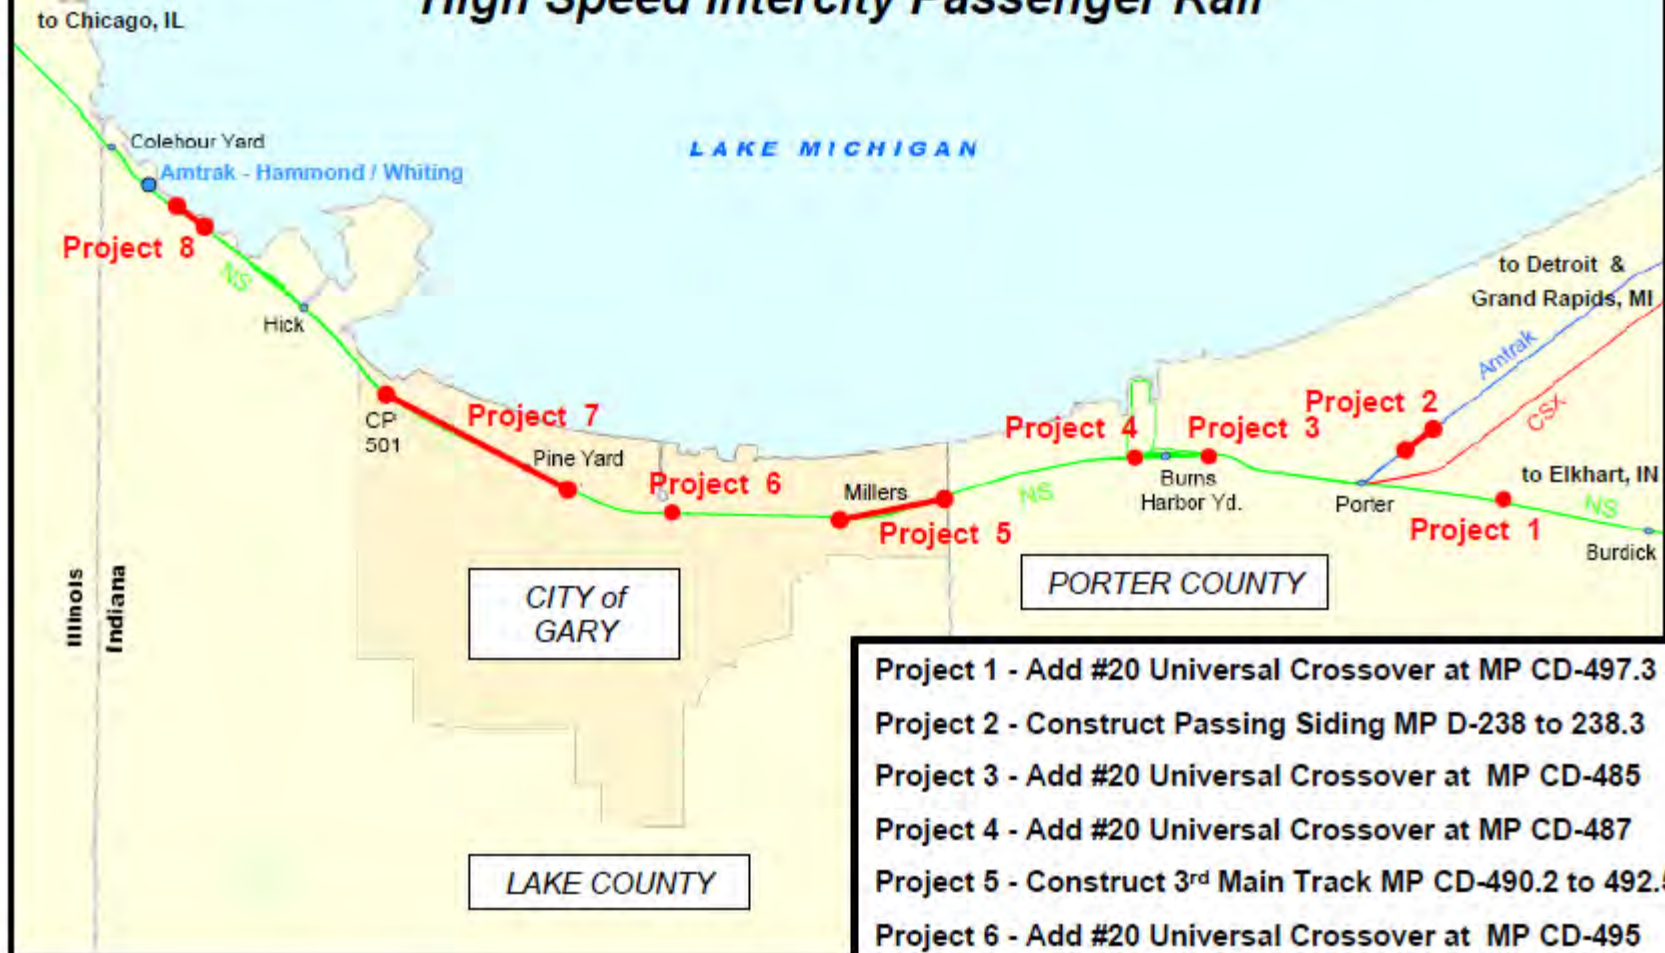 High Speed Intercity Passenger Rail
to Chicago, IL
Colehour Yard
Amtrak - Hammond / Whiting
LAKE MICHIGAN
Project 8
NS
Hick
to Detroit &
Grand Rapids, MI
Amtrak
CSX
CP
501
Project 7
Pine Yard
Project 6
Millers
Project 5
NS
Project 4
Project 3
Burns
Harbor Yd.
Project 2
Porter
to Elkhart, IN
NS
Project 1
Burdick
Illinois
Indiana
CITY of
GARY
PORTER COUNTY
LAKE COUNTY
Project 1 - Add #20 Universal Crossover at MP CD-497.3
Project 2 - Construct Passing Siding MP D-238 to 238.3
Project 3 - Add #20 Universal Crossover at MP CD-485
Project 4 - Add #20 Universal Crossover at MP CD-487
Project 5 - Construct 3rd Main Track MP CD-490.2 to 492.5
Project 6 - Add #20 Universal Crossover at MP CD-495